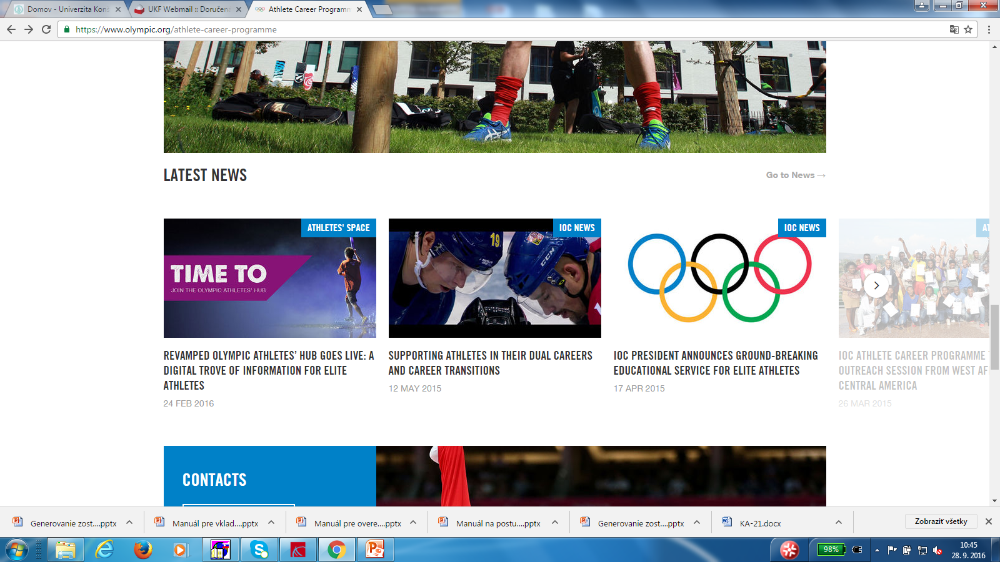 Domov - Univerzita Konš
UKF Webmail :: Doručena
Athlete Career Programm
https://www.olympic.org/athlete-career-programme
LATEST NEWS
Go to News →
ATHLETES' SPACE
TIME TO
JOIN THE OLYMPIC ATHLETES' HUB
REVAMPED OLYMPIC ATHLETES’ HUB GOES LIVE: A
DIGITAL TROVE OF INFORMATION FOR ELITE
ATHLETES
24 FEB 2016
IOC NEWS
19
CCM
SUPPORTING ATHLETES IN THEIR DUAL CAREERS
AND CAREER TRANSITIONS
12 MAY 2015
IOC NEWS
IOC PRESIDENT ANNOUNCES GROUND-BREAKING
EDUCATIONAL SERVICE FOR ELITE ATHLETES
17 APR 2015
AT
IOC ATHLETE CAREER PROGRAMME
OUTREACH SESSION FROM WEST AF
CENTRAL AMERICA
26 MAR 2015
CONTACTS
Generovanie zost....pptx
Manuál pre vklad....pptx
Manuál pre overe....pptx
Manuál na postu....pptx
Generovanie zost....pptx
KA-21.docx
Zobraziť všetky
98%
10:45
28. 9. 2016